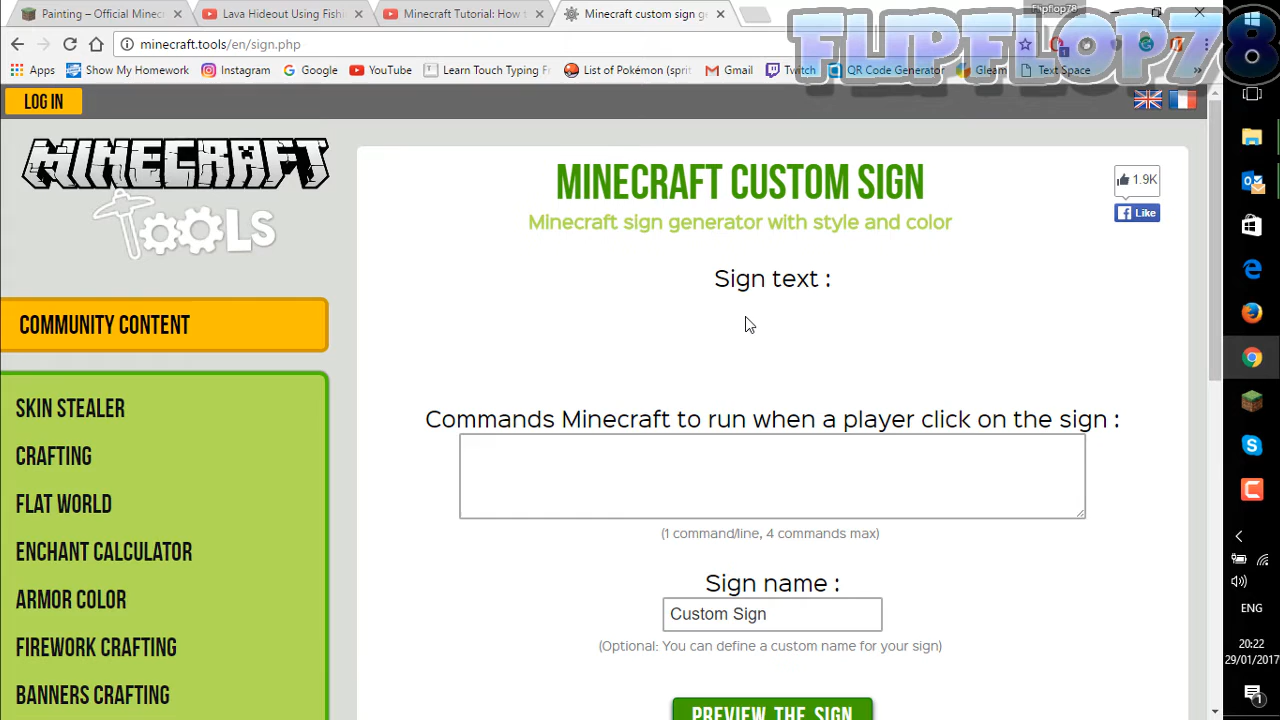 Painting – Official Minec
Lava Hideout Using Fishi
Minecraft Tutorial: How t
Minecraft custom sign ge
Flipflop78
minecraft.tools/en/sign.php
FLIPFLOP78
Apps
Show My Homework
Instagram
Google
YouTube
Learn Touch Typing Fr
List of Pokémon (sprit
Gmail
Twitch
QR Code Generator
Gleam
Text Space
LOG IN
MINECRAFT
TOOLS
MINECRAFT CUSTOM SIGN
Minecraft sign generator with style and color
1.9K
Like
Sign text :
COMMUNITY CONTENT
SKIN STEALER
CRAFTING
FLAT WORLD
ENCHANT CALCULATOR
ARMOR COLOR
FIREWORK CRAFTING
BANNERS CRAFTING
Commands Minecraft to run when a player click on the sign :
(1 command/line, 4 commands max)
Sign name :
Custom Sign
(Optional: You can define a custom name for your sign)
PREVIEW THE SIGN
ENG
20:22
29/01/2017